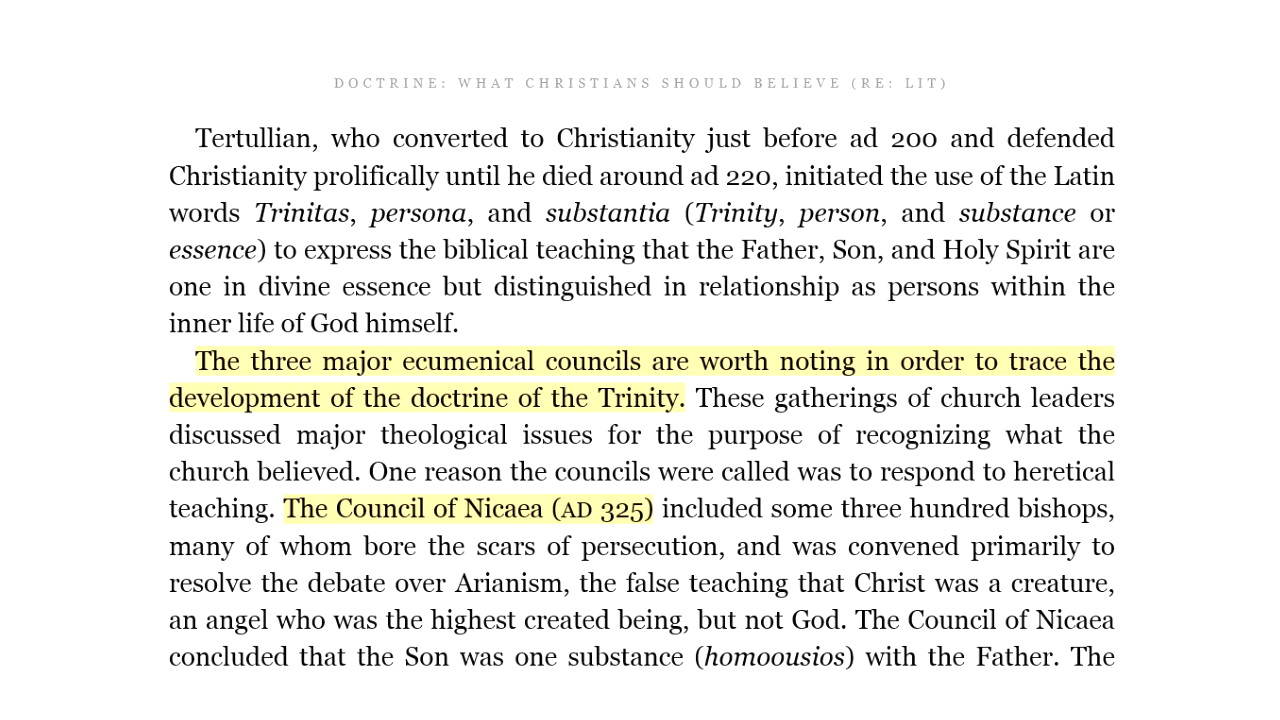 DOCTRINE: WHAT CHRISTIANS SHOULD BELIEVE (RE: LIT)
Tertullian, who converted to Christianity just before ad 200 and defended
Christianity prolifically until he died around ad 220, initiated the use of the Latin
words Trinitas, persona, and substantia (Trinity, person, and substance or
essence) to express the biblical teaching that the Father, Son, and Holy Spirit are
one in divine essence but distinguished in relationship as persons within the
inner life of God himself.
The three major ecumenical councils are worth noting in order to trace the
development of the doctrine of the Trinity. These gatherings of church leaders
discussed major theological issues for the purpose of recognizing what the
church believed. One reason the councils were called was to respond to heretical
teaching. The Council of Nicaea (AD 325) included some three hundred bishops,
many of whom bore the scars of persecution, and was convened primarily to
resolve the debate over Arianism, the false teaching that Christ was a creature,
an angel who was the highest created being, but not God. The Council of Nicaea
concluded that the Son was one substance (homoousios) with the Father. The